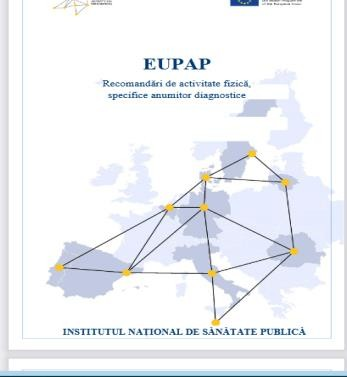 EUPAP
Recomandări de activitate fizică,
specifice anumitor diagnostice
INSTITUTUL NAȚIONAL DE SĂNĂTATE PUBLICĂ